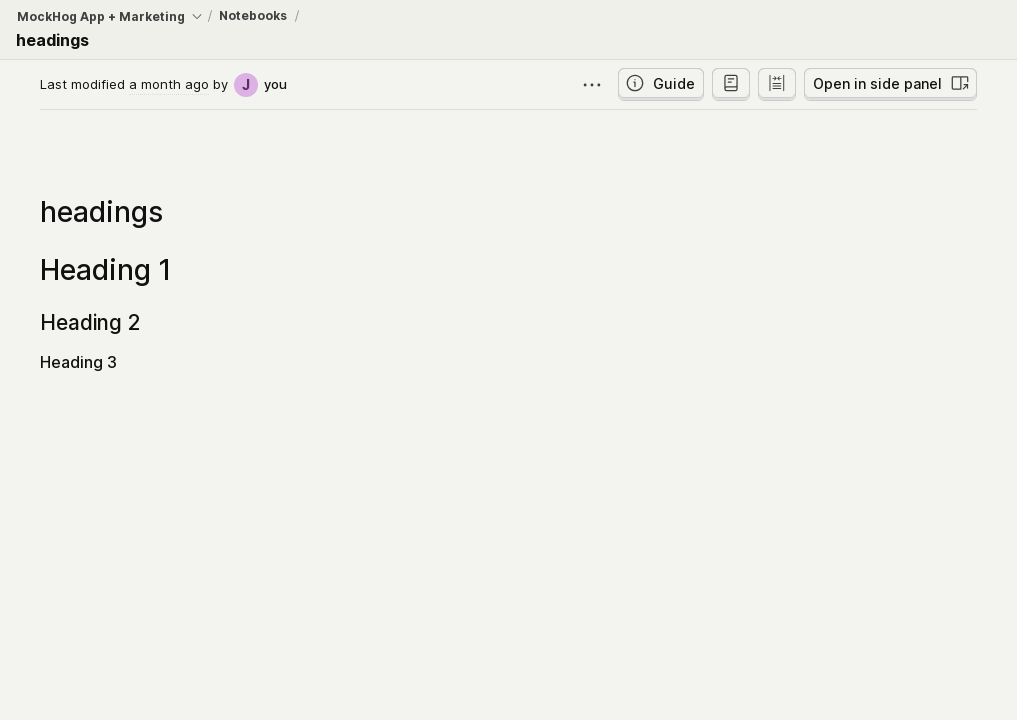 MockHog App + Marketing / Notebooks /
headings
Last modified a month ago by J you
Guide
Open in side panel
headings
Heading 1
Heading 2
Heading 3